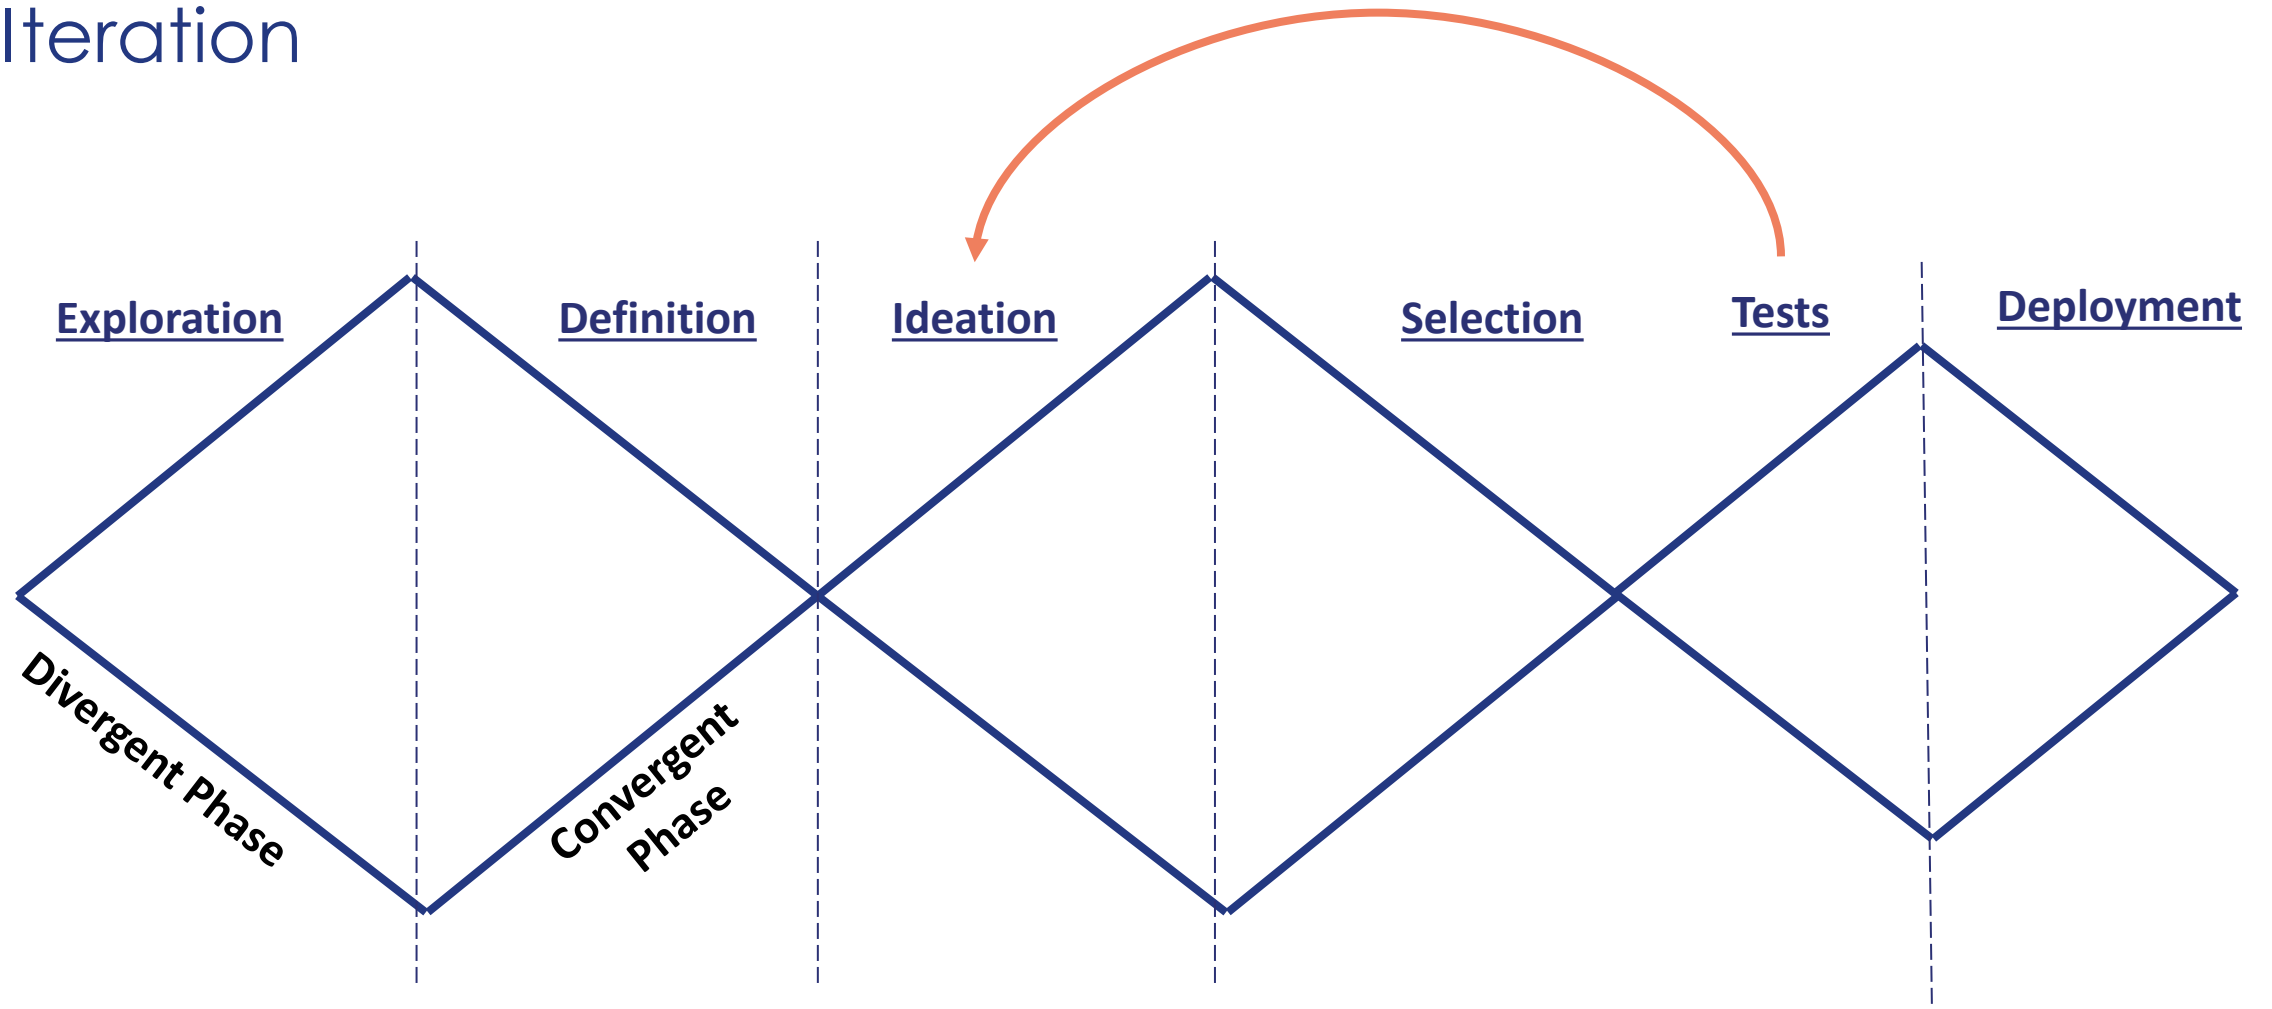 Iteration
Exploration
Definition
Ideation
Selection
Tests
Deployment
Divergent Phase
Convergent
Phase